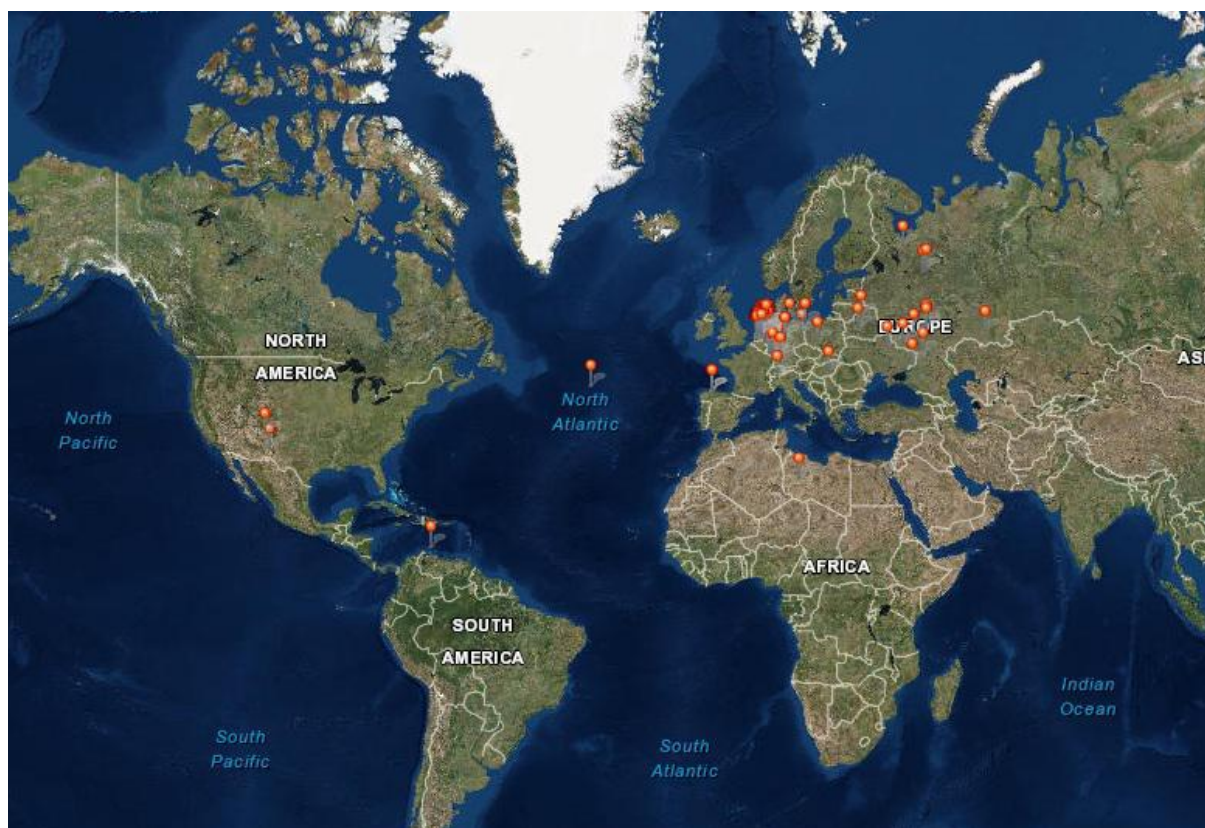 NORTH
AMERICA
EUROPE
North
Atlantic
North
Pacific
AFRICA
SOUTH
AMERICA
Indian
Ocean
South
Pacific
South
Atlantic